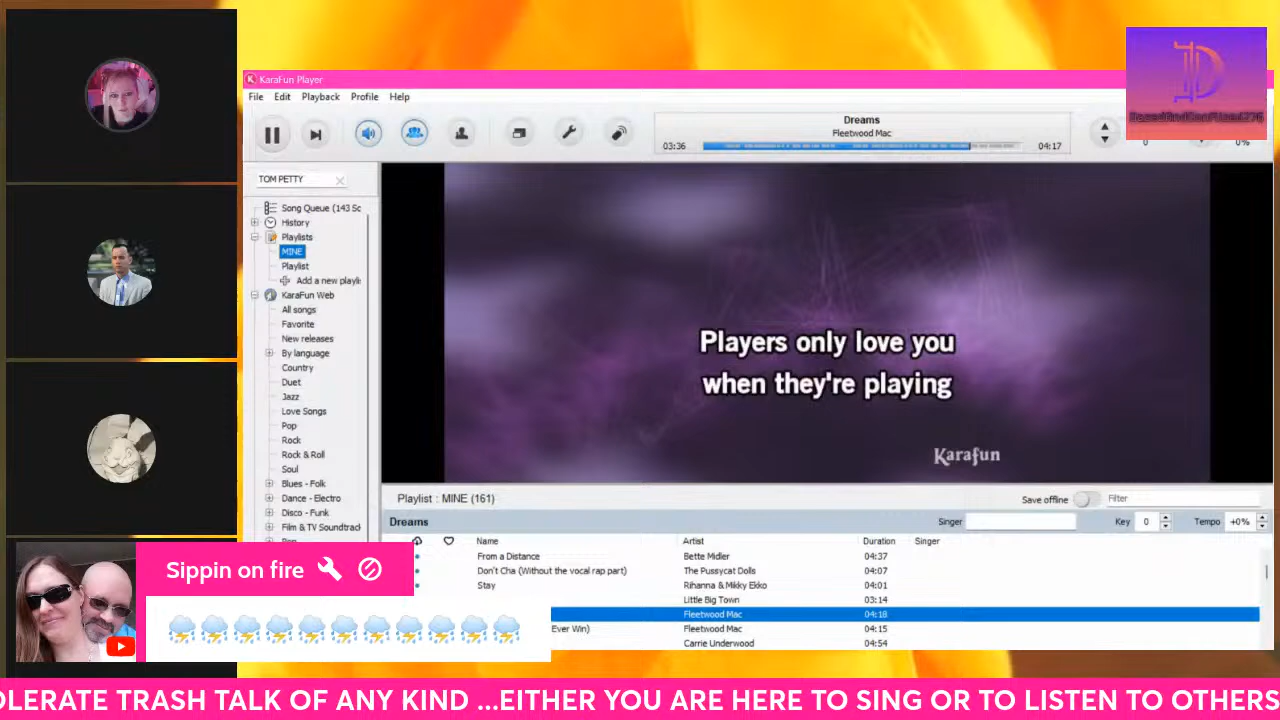 KaraFun Player
File Edit Playback Profile Help
Dreams
Fleetwood Mac
03:36
04:17
0
0%
TOM PETTY
Song Queue (143 Sc
History
Playlists
MINE
Playlist
Add a new playli
KaraFun Web
All songs
Favorite
New releases
By language
Country
Duet
Jazz
Love Songs
Pop
Rock
Rock & Roll
Soul
Blues - Folk
Dance - Electro
Disco - Funk
Film & TV Soundtrack
Players only love you
when they're playing
Karafun
Playlist : MINE (161)
Save offline
Filter
Dreams
Singer
Key 0
Tempo +0%
Name Artist Duration Singer
From a Distance Bette Midler 04:37
Don't Cha (Without the vocal rap part) The Pussycat Dolls 04:07
Stay Rihanna & Mikky Ekko 04:01
Little Big Town 03:14
Fleetwood Mac 04:18
Ever Win) Fleetwood Mac 04:15
Carrie Underwood 04:54
Sippin on fire
OLERATE TRASH TALK OF ANY KIND ...EITHER YOU ARE HERE TO SING OR TO LISTEN TO OTHERS